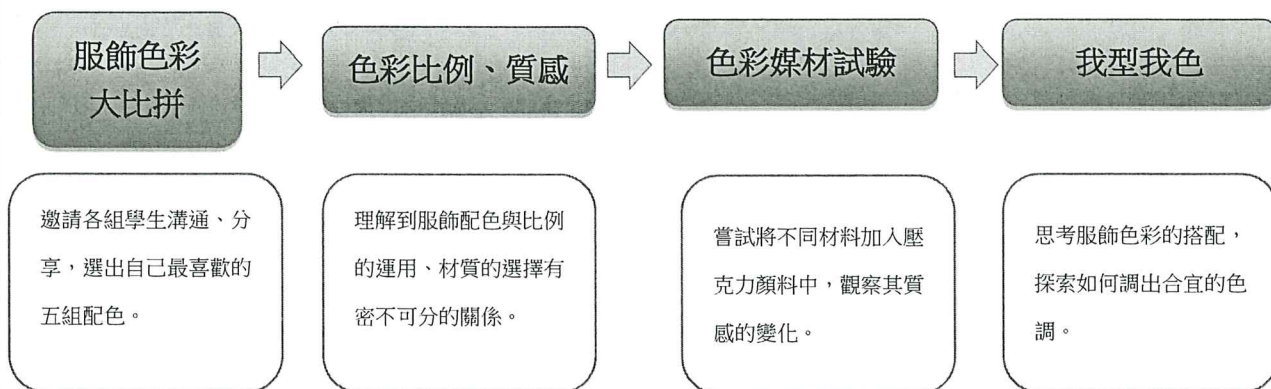 服飾色彩
大比拼
色彩比例、質感
色彩媒材試驗
我型我色
邀請各組學生溝通、分
享，選出自己最喜歡的
五組配色。
理解到服飾配色與比例
的運用、材質的選擇有
密不可分的關係。
嘗試將不同材料加入壓
克力顏料中，觀察其質
感的變化。
思考服飾色彩的搭配，
探索如何調出合宜的色
調。